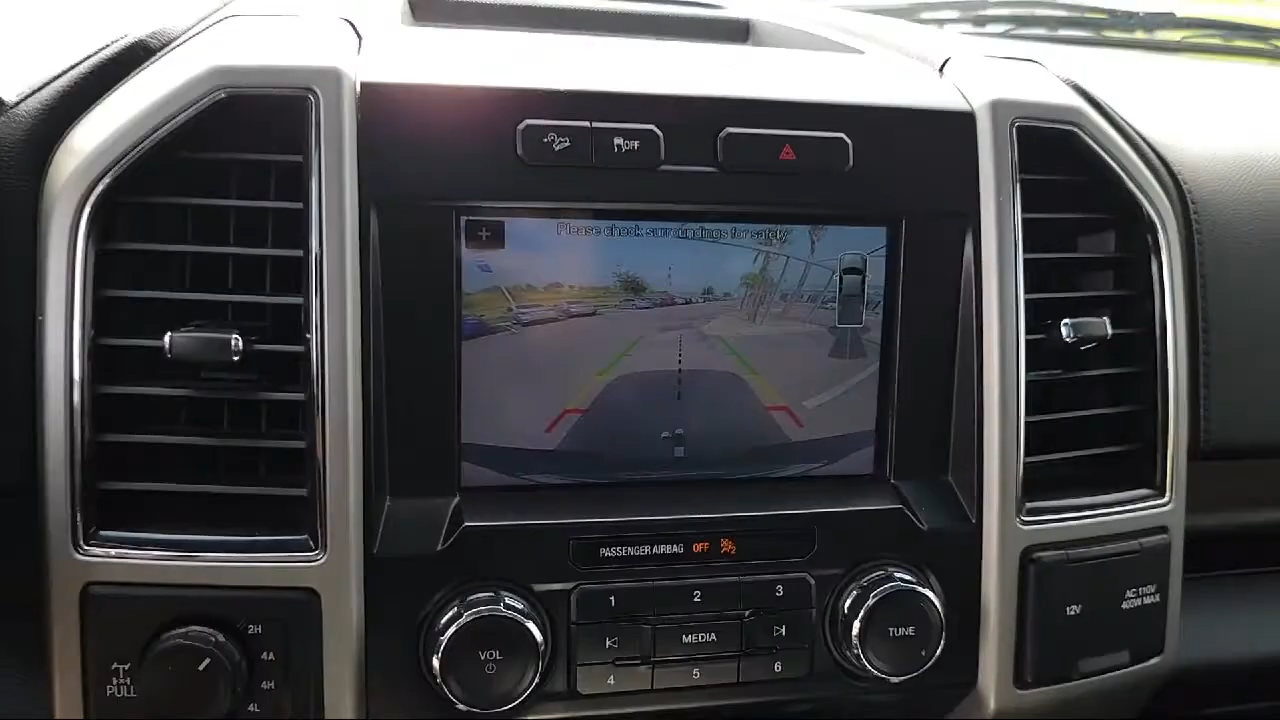 OFF
+
Please check surroundings for safety
PASSENGER AIRBAG OFF
2
1 2 3
MEDIA
4 5 6
VOL
TUNE
2H
4A
4H
4L
PULL
12V
AC 110V
400W MAX